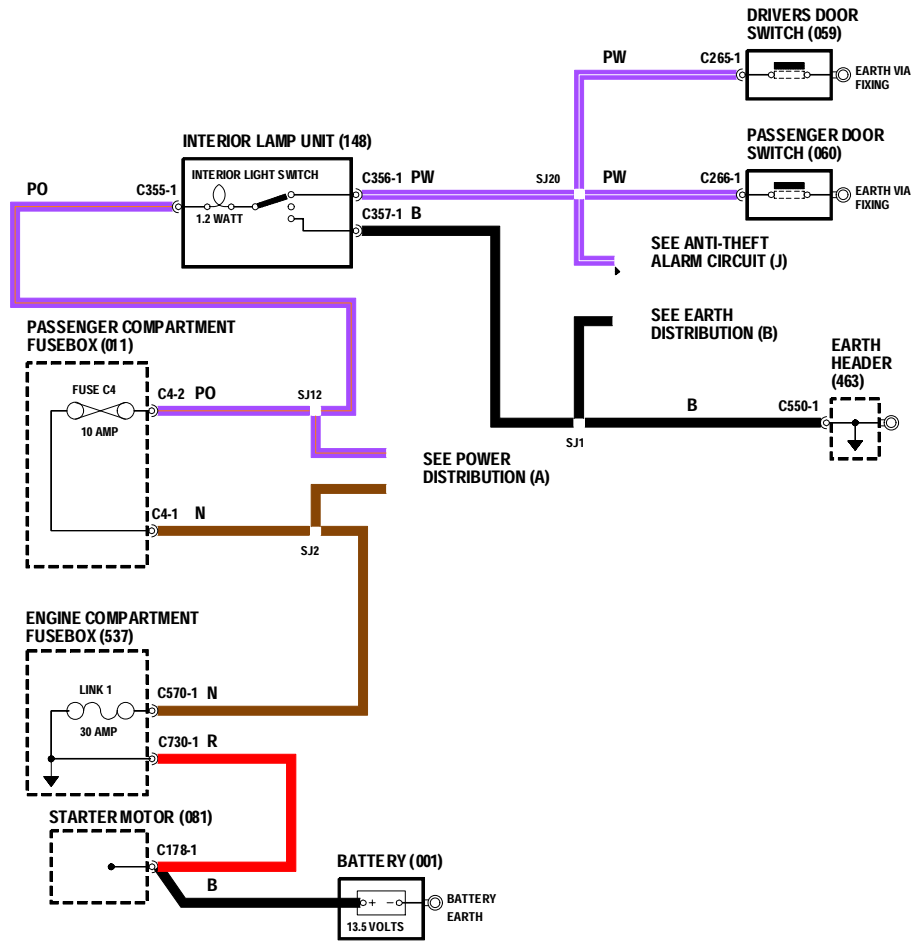 DRIVERS DOOR
SWITCH (059)
PW
C265-1
EARTH VIA
FIXING
PASSENGER DOOR
SWITCH (060)
INTERIOR LAMP UNIT (148)
INTERIOR LIGHT SWITCH
1.2 WATT
PO
C355-1
C356-1 PW
SJ20
PW
C266-1
EARTH VIA
FIXING
C357-1 B
SEE ANTI-THEFT
ALARM CIRCUIT (J)
SEE EARTH
DISTRIBUTION (B)
PASSENGER COMPARTMENT
FUSEBOX (011)
EARTH
HEADER
(463)
FUSE C4
10 AMP
C4-2 PO
SJ12
B
C550-1
SJ1
SEE POWER
DISTRIBUTION (A)
C4-1 N
SJ2
ENGINE COMPARTMENT
FUSEBOX (537)
LINK 1
30 AMP
C570-1 N
C730-1 R
STARTER MOTOR (081)
C178-1
B
BATTERY (001)
+ −
13.5 VOLTS
BATTERY
EARTH